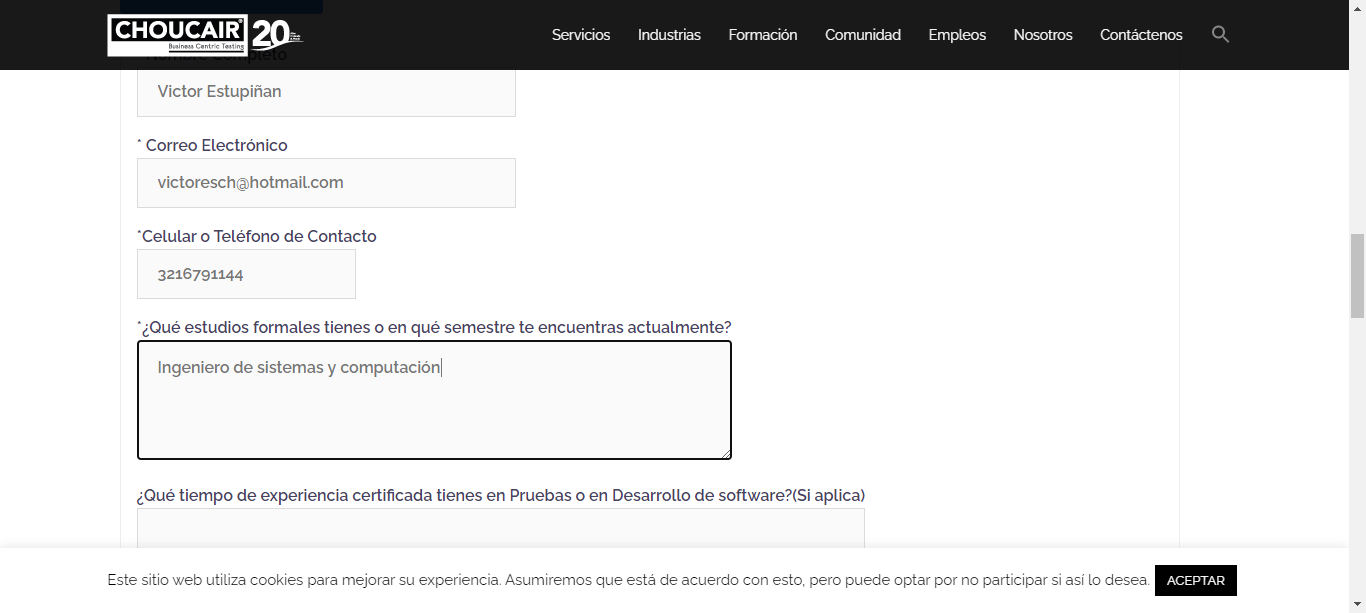 CHOUCAIR 20
Business Centric Testing
Servicios Industrias Formación Comunidad Empleos Nosotros Contáctenos
Nombre Completo
Victor Estupiñan
* Correo Electrónico
victoresch@hotmail.com
*Celular o Teléfono de Contacto
3216791144
*¿Qué estudios formales tienes o en qué semestre te encuentras actualmente?
Ingeniero de sistemas y computación
¿Qué tiempo de experiencia certificada tienes en Pruebas o en Desarrollo de software?(Si aplica)
Este sitio web utiliza cookies para mejorar su experiencia. Asumiremos que está de acuerdo con esto, pero puede optar por no participar si así lo desea. ACEPTAR